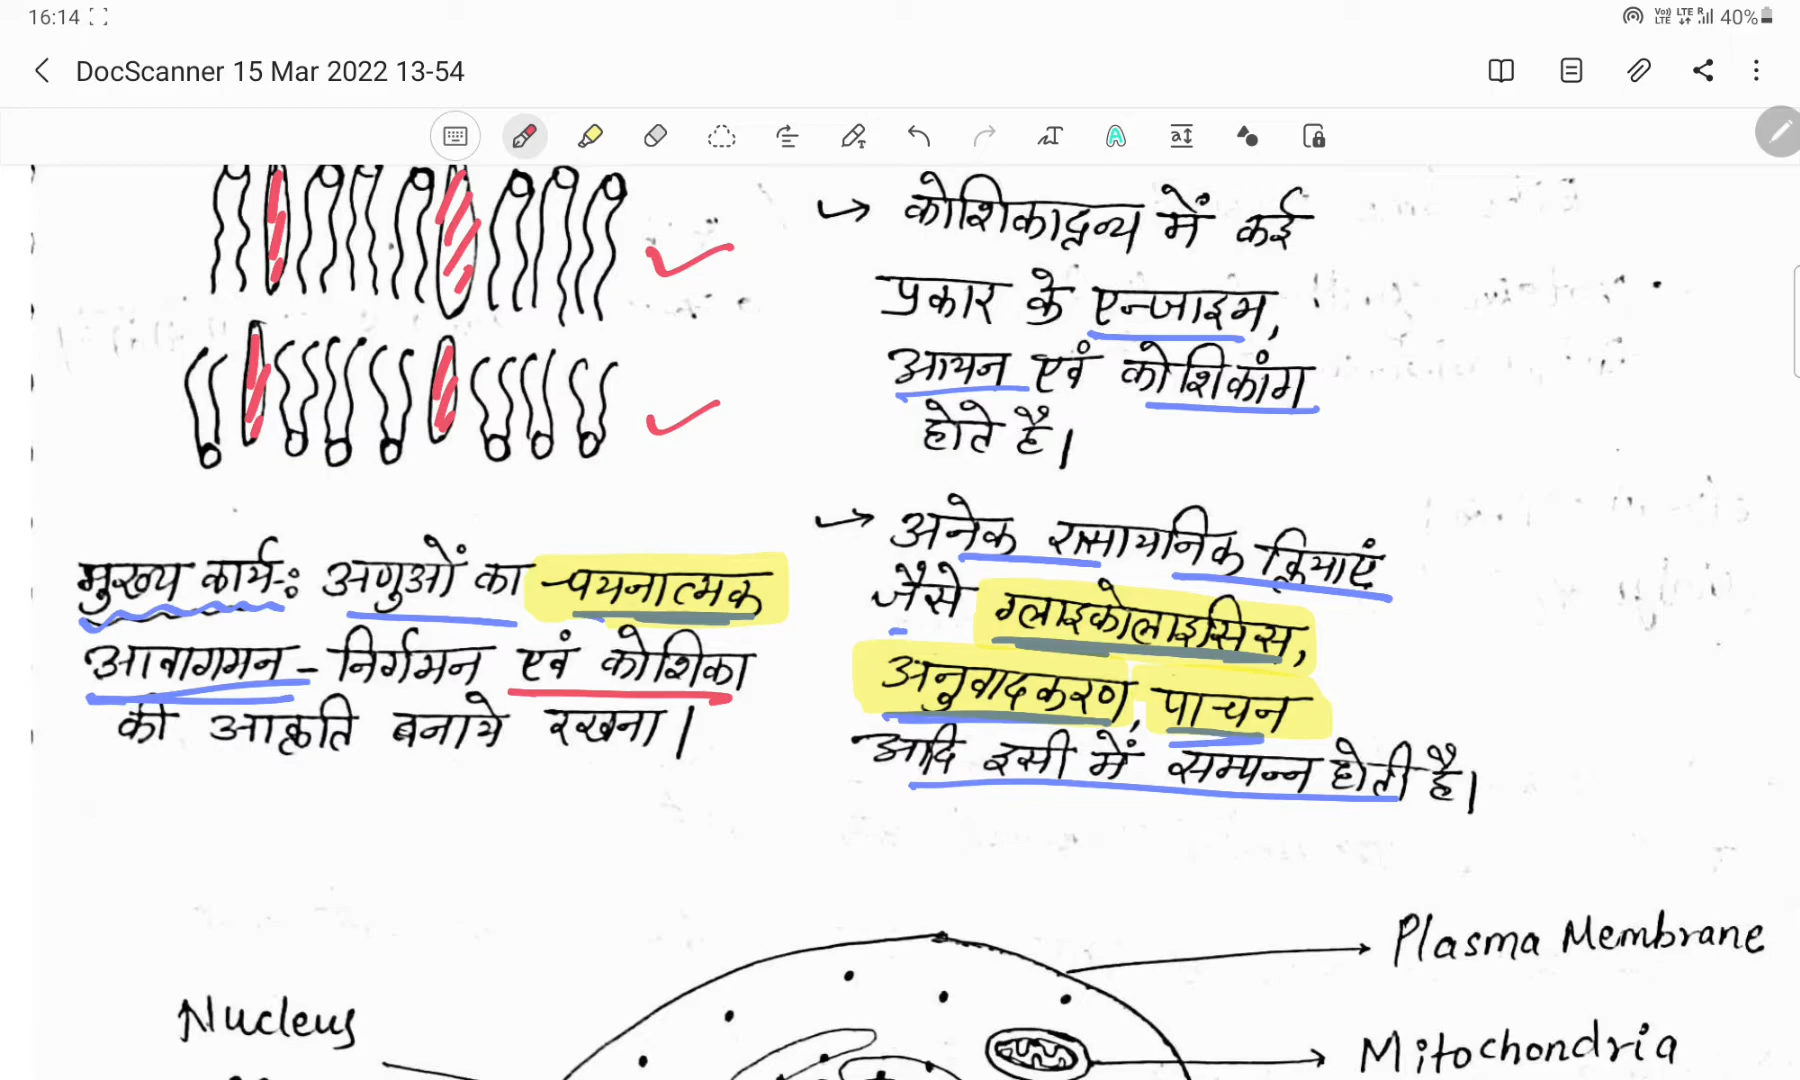 16:14
VoLTE LTE R 40%
DocScanner 15 Mar 2022 13-54
→ कोशिकाद्रव्य में कई
प्रकार के एन्जाइम,
आयन एवं कोशिकांग
होते है।
→ अनेक रासायनिक क्रियाएं
जैसे ग्लाइकोलाइसिस,
अनुवादकरण, पाचन
आदि इसी में सम्पन्न होती है।
मुख्य कार्य-: अणुओं का चयनात्मक
आवागमन - निर्गमन एवं कोशिका
की आकृति बनाये रखना।
Plasma Membrane
Nucleus
Mitochondria